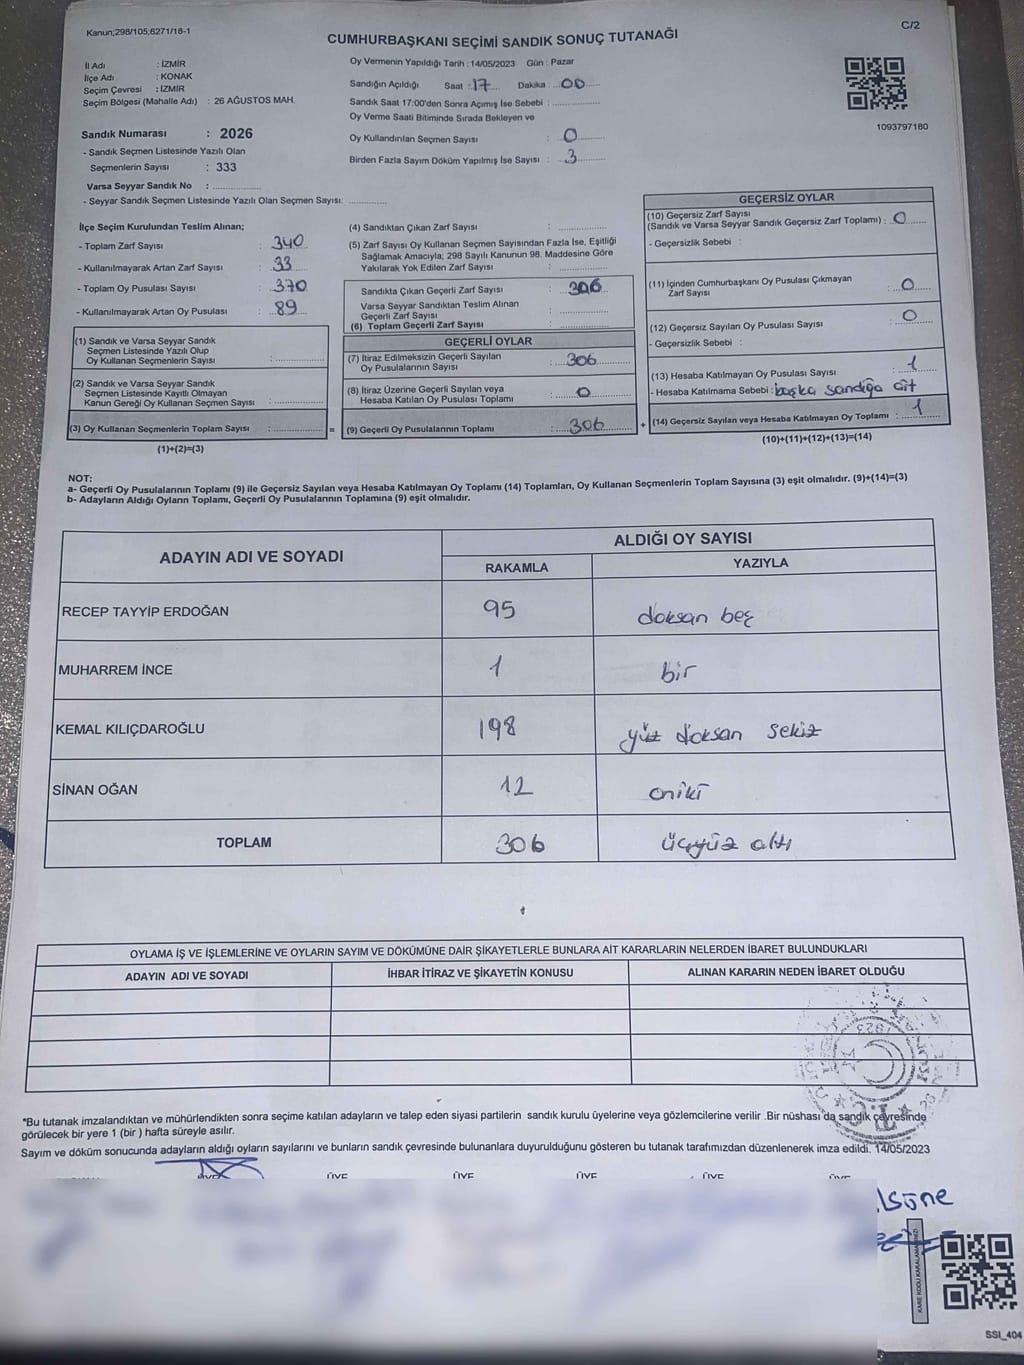 Kanun;298/105;6271/18-1
C/2
CUMHURBAŞKANI SEÇİMİ SANDIK SONUÇ TUTANAĞI
İl Adı : İZMİR
İlçe Adı : KONAK
Seçim Çevresi : İZMİR
Seçim Bölgesi (Mahalle Adı) : 26 AĞUSTOS MAH.
Sandık Numarası : 2026
- Sandık Seçmen Listesinde Yazılı Olan
Seçmenlerin Sayısı : 333
Varsa Seyyar Sandık No : ..................
- Seyyar Sandık Seçmen Listesinde Yazılı Olan Seçmen Sayısı: ............
Oy Vermenin Yapıldığı Tarih : 14/05/2023 Gün : Pazar
Sandığın Açıldığı Saat : 17 Dakika : 00
Sandık Saat 17:00'den Sonra Açımış İse Sebebi : ..............
Oy Verme Saati Bitiminde Sırada Bekleyen ve
Oy Kullandırılan Seçmen Sayısı : 0
Birden Fazla Sayım Döküm Yapılmış İse Sayısı : 3
1093797180
İlçe Seçim Kurulundan Teslim Alınan;
- Toplam Zarf Sayısı : 340
- Kullanılmayarak Artan Zarf Sayısı : 33
- Toplam Oy Pusulası Sayısı : 370
- Kullanılmayarak Artan Oy Pusulası : 89
(1) Sandık ve Varsa Seyyar Sandık
Seçmen Listesinde Yazılı Olup
Oy Kullanan Seçmenlerin Sayısı : ..............
(2) Sandık ve Varsa Seyyar Sandık
Seçmen Listesinde Kayıtlı Olmayan
Kanun Gereği Oy Kullanan Seçmen Sayısı : ..............
(3) Oy Kullanan Seçmenlerin Toplam Sayısı : ..............
(1)+(2)=(3)
(4) Sandıktan Çıkan Zarf Sayısı : ..............
(5) Zarf Sayısı Oy Kullanan Seçmen Sayısından Fazla İse, Eşitliği
Sağlamak Amacıyla; 298 Sayılı Kanunun 98. Maddesine Göre
Yakılarak Yok Edilen Zarf Sayısı : ..............
Sandıkta Çıkan Geçerli Zarf Sayısı : 306
Varsa Seyyar Sandıktan Teslim Alınan
Geçerli Zarf Sayısı : ..............
(6) Toplam Geçerli Zarf Sayısı : ..............
GEÇERLİ OYLAR
(7) İtiraz Edilmeksizin Geçerli Sayılan
Oy Pusulasının Sayısı : 306
(8) İtiraz Üzerine Geçerli Sayılan veya
Hesaba Katılan Oy Pusulası Toplamı : 0
= (9) Geçerli Oy Pusulalarının Toplamı : 306 +
GEÇERSİZ OYLAR
(10) Geçersiz Zarf Sayısı
(Sandık ve Varsa Seyyar Sandık Geçersiz Zarf Toplamı) : 0
- Geçersizlik Sebebi :
(11) İçinden Cumhurbaşkanı Oy Pusulası Çıkmayan
Zarf Sayısı : 0
(12) Geçersiz Sayılan Oy Pusulası Sayısı : 0
- Geçersizlik Sebebi :
(13) Hesaba Katılmayan Oy Pusulası Sayısı : 1
- Hesaba Katılmama Sebebi : başka sandığa ait
(14) Geçersiz Sayılan veya Hesaba Katılmayan Oy Toplamı : 1
(10)+(11)+(12)+(13)=(14)
NOT:
a- Geçerli Oy Pusulalarının Toplamı (9) ile Geçersiz Sayılan veya Hesaba Katılmayan Oy Toplamı (14) Toplamları, Oy Kullanan Seçmenlerin Toplam Sayısına (3) eşit olmalıdır. (9)+(14)=(3)
b- Adayların Aldığı Oyların Toplamı, Geçerli Oy Pusulalarının Toplamına (9) eşit olmalıdır.
ADAYIN ADI VE SOYADI
ALDIĞI OY SAYISI
RAKAMLA YAZIYLA
RECEP TAYYİP ERDOĞAN 95 doksan beş
MUHARREM İNCE 1 bir
KEMAL KILIÇDAROĞLU 198 yüz doksan sekiz
SİNAN OĞAN 12 oniki
TOPLAM 306 üçyüz altı
OYLAMA İŞ VE İŞLEMLERİNE VE OYLARIN SAYIM VE DÖKÜMÜNE DAİR ŞİKAYETLERLE BUNLARA AİT KARARLARIN NELERDEN İBARET BULUNDUKLARI
ADAYIN ADI VE SOYADI İHBAR İTİRAZ VE ŞİKAYETİN KONUSU ALINAN KARARIN NEDEN İBARET OLDUĞU
1923
T.C.
*Bu tutanak imzalandıktan ve mühürlendikten sonra seçime katılan adayların ve talep eden siyasi partilerin sandık kurulu üyelerine veya gözlemcilerine verilir .Bir nüshası da sandık çevresinde
görülecek bir yere 1 (bir ) hafta süreyle asılır.
Sayım ve döküm sonucunda adayların aldığı oyların sayılarını ve bunların sandık çevresinde bulunanlara duyurulduğunu gösteren bu tutanak tarafımızdan düzenlenerek imza edildi. 14/05/2023
ÜYE ÜYE ÜYE ÜYE
KARE KODU KARALAMAYINIZ!
SSI_404